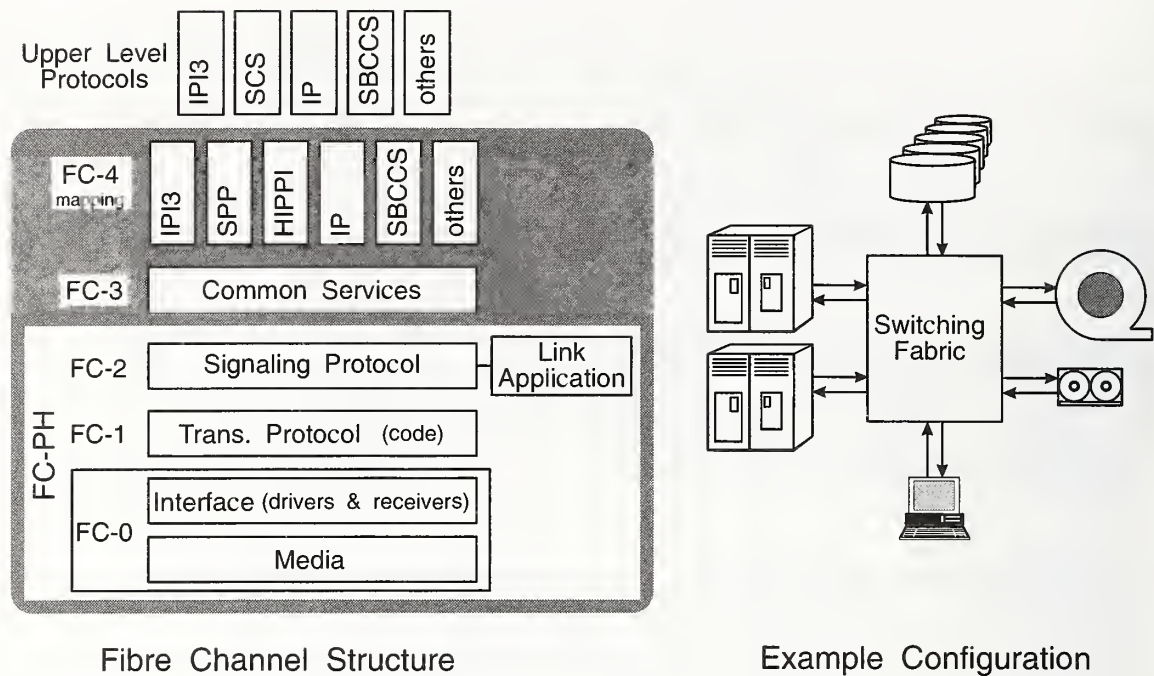 Upper Level
Protocols
IPI3
SCS
IP
SBCCS
others
FC-4
mapping
IPI3
SPP
HIPPI
IP
SBCCS
others
FC-3
Common Services
FC-PH
FC-2
Signaling Protocol
Link
Application
FC-1
Trans. Protocol (code)
FC-0
Interface (drivers & receivers)
Media
Fibre Channel Structure
Switching
Fabric
Example Configuration